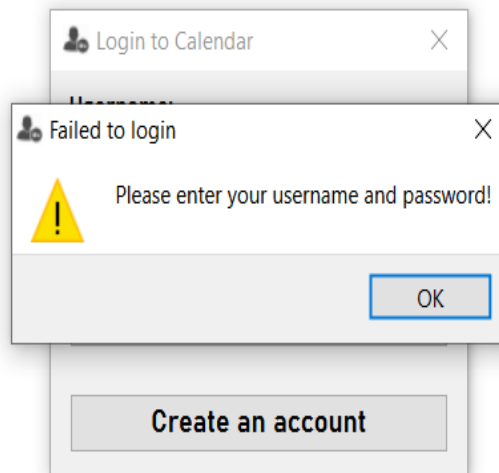 Login to Calendar
Username:
Failed to login
Please enter your username and password!
OK
Create an account